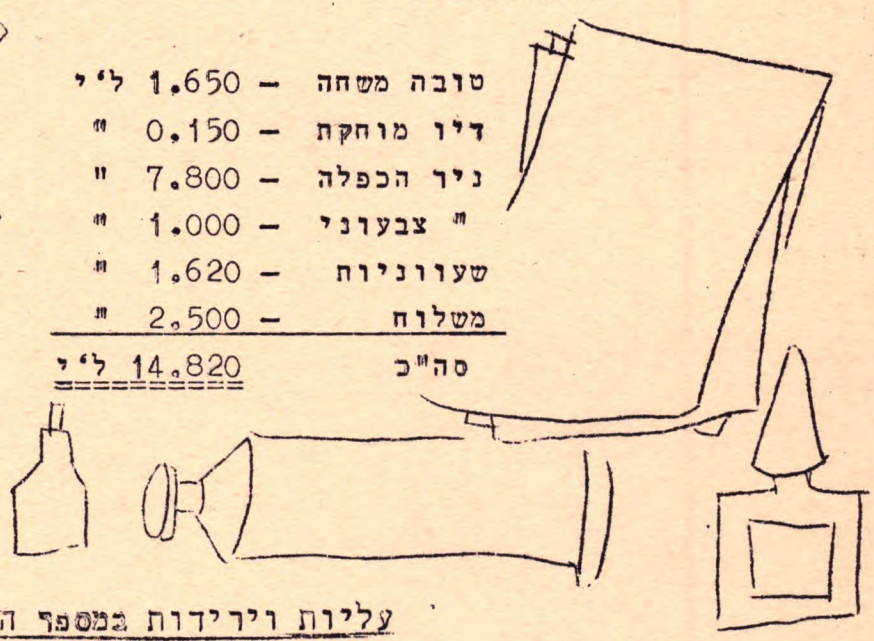 טובה משחה – 1.650 ל"י
דיו מוחקת – 0.150 "
ניר הכפלה – 7.800 "
" צבעוני – 1.000 "
שעווניות – 1.620 "
משלוח – 2.500 "
סה"כ 14.820 ל"י
עליות וירידות במספר ה